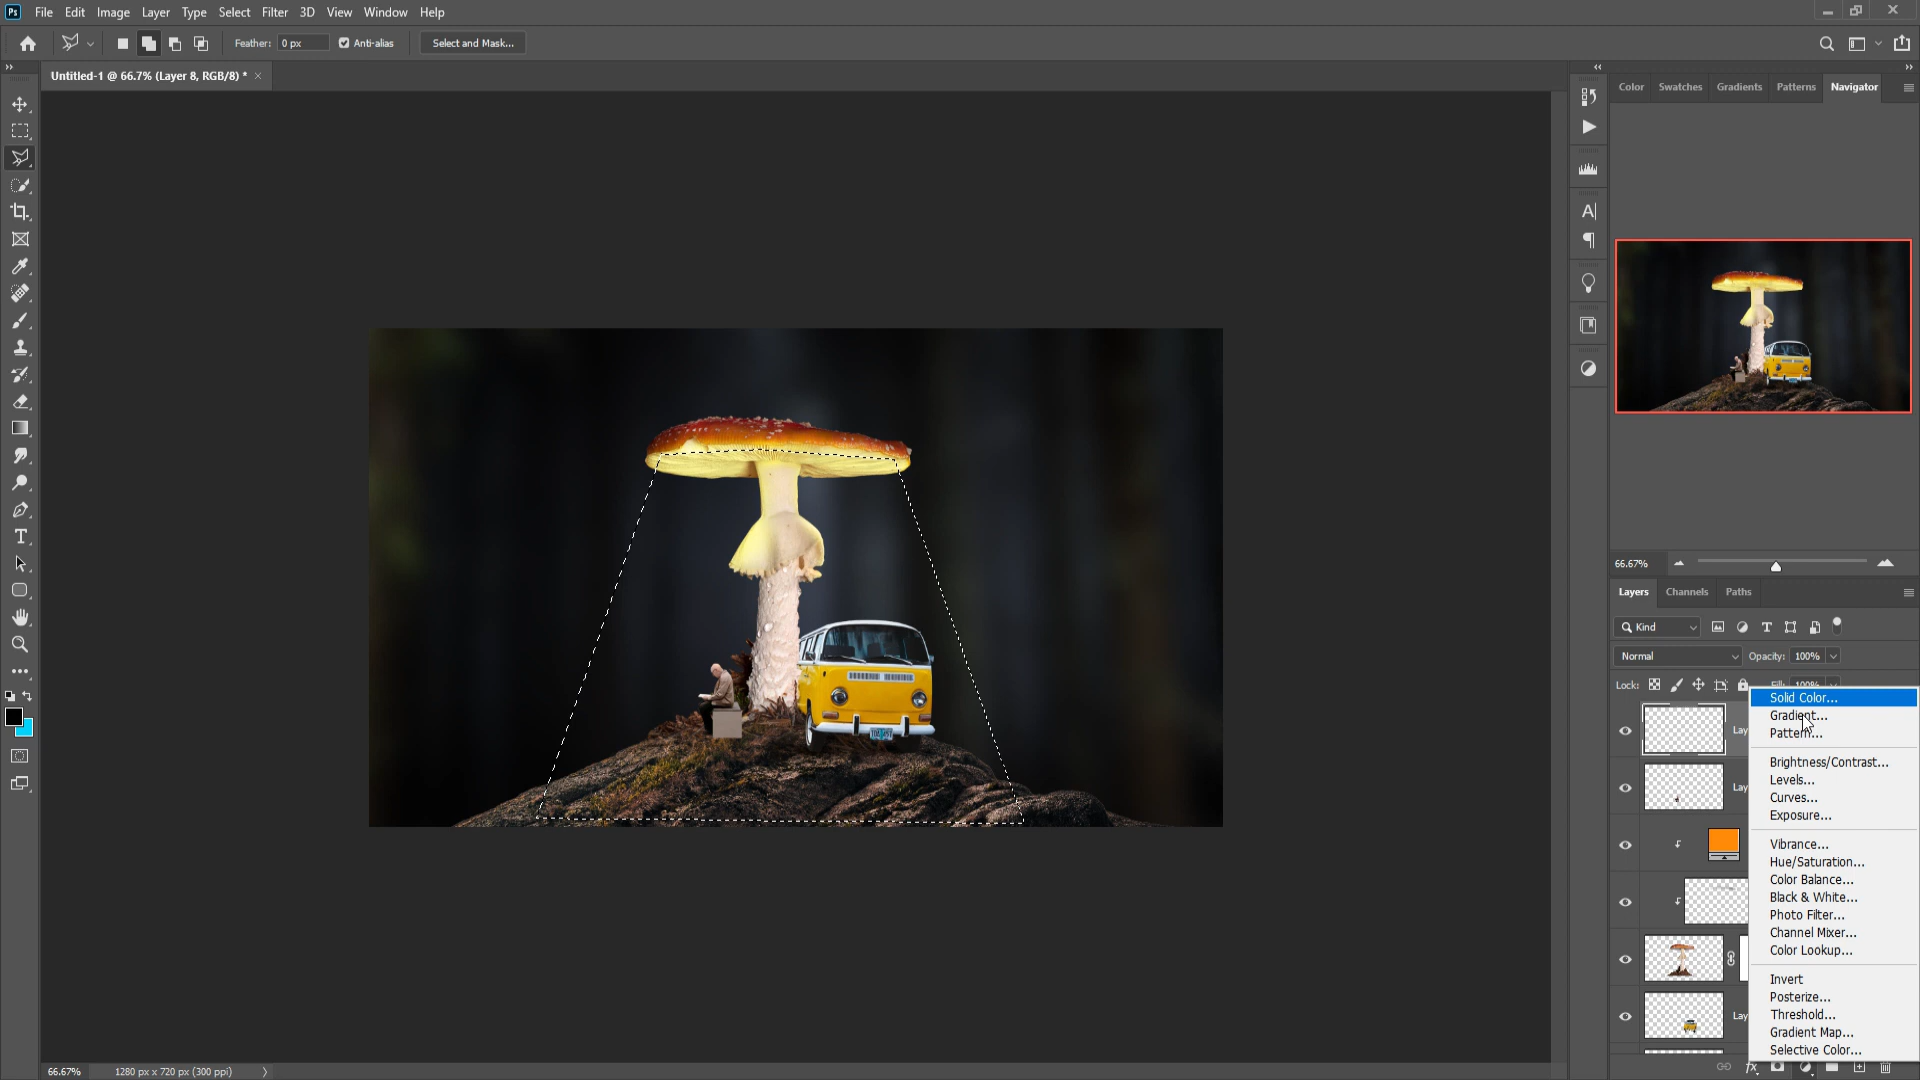 Ps File Edit Image Layer Type Select Filter 3D View Window Help
Feather: 0 px Anti-alias Select and Mask...
Untitled-1 @ 66.7% (Layer 8, RGB/8) * ×
Color Swatches Gradients Patterns Navigator
66.67%
Layers Channels Paths
Kind
Normal Opacity: 100%
Lock: Fill: 100%
Solid Color...
Gradient...
Pattern...
Brightness/Contrast...
Levels...
Curves...
Exposure...
Vibrance...
Hue/Saturation...
Color Balance...
Black & White...
Photo Filter...
Channel Mixer...
Color Lookup...
Invert
Posterize...
Threshold...
Gradient Map...
Selective Color...
Lay
Lay
Lay
66.67% 1280 px x 720 px (300 ppi)